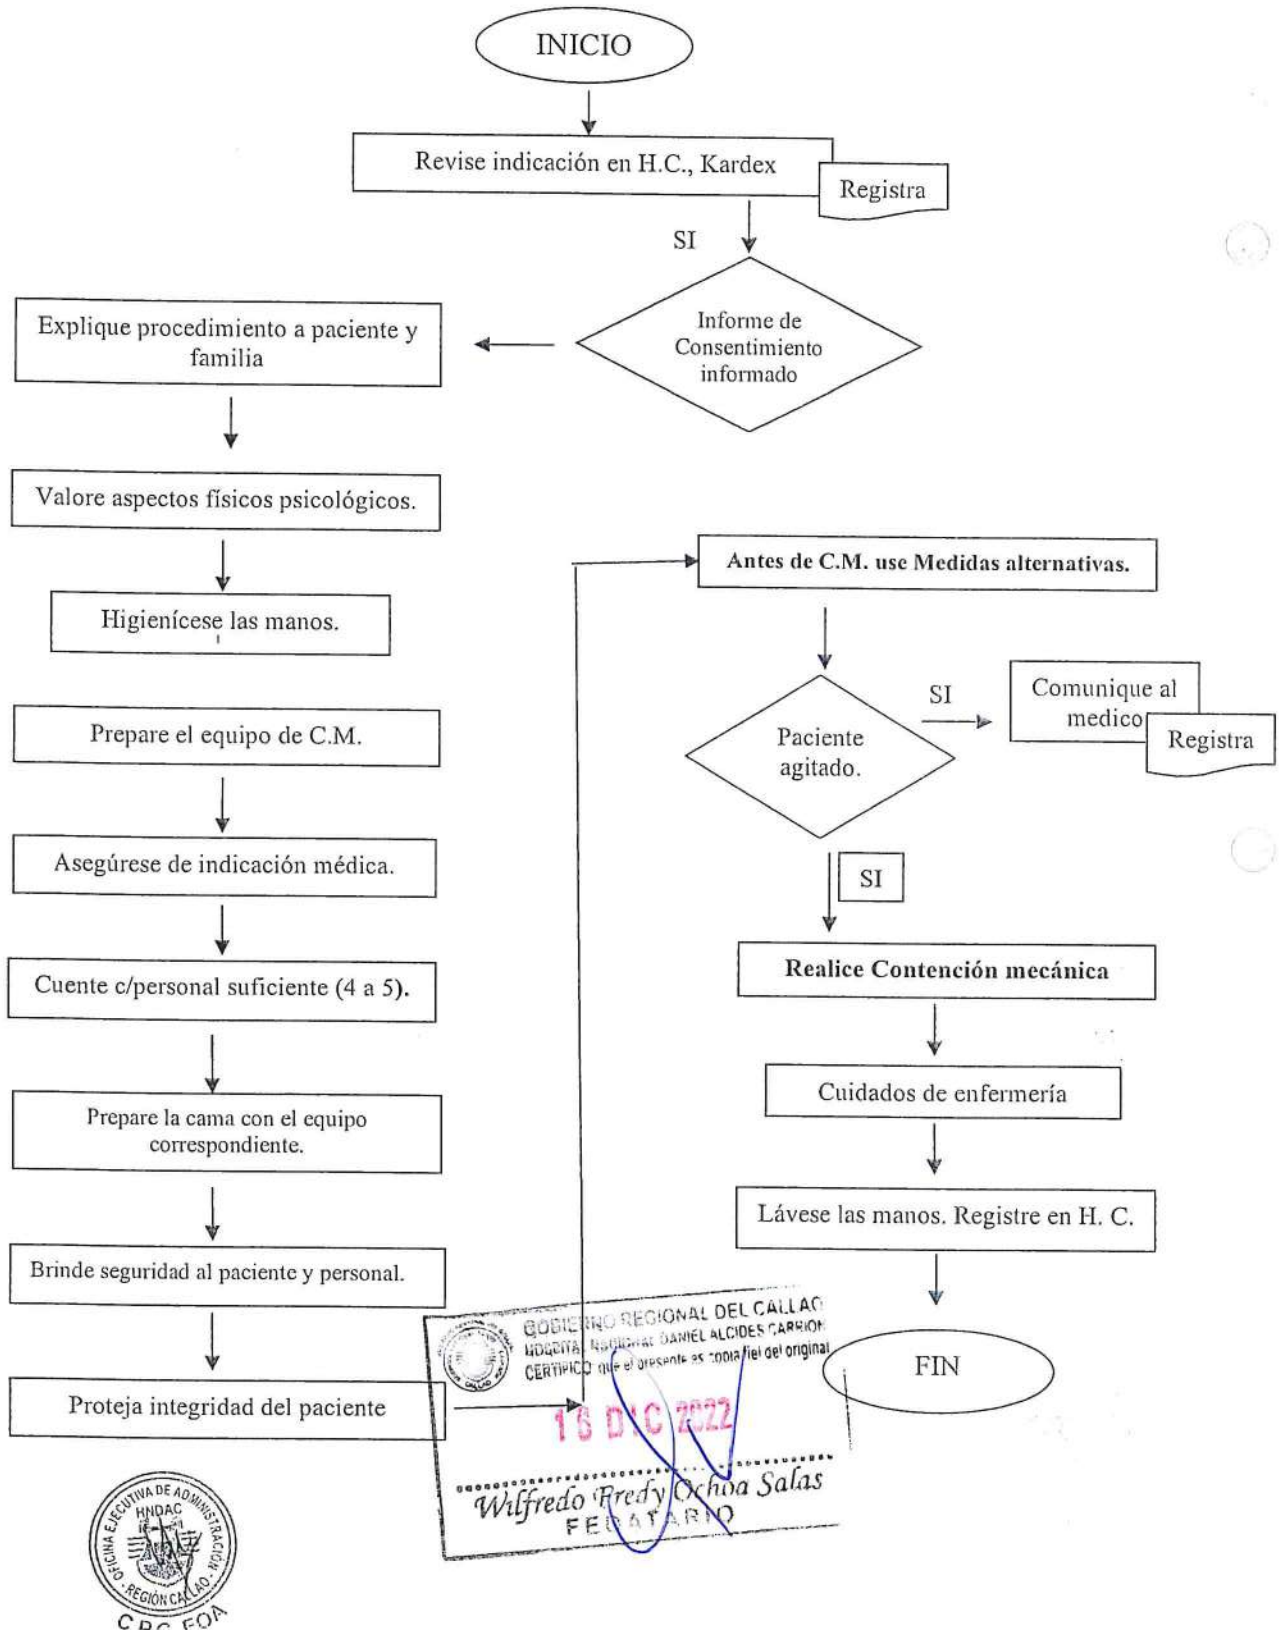 INICIO
Revise indicación en H.C., Kardex
Registra
SI
Informe de
Consentimiento
informado
Explique procedimiento a paciente y
familia
Valore aspectos físicos psicológicos.
Higienícese las manos.
Prepare el equipo de C.M.
Asegúrese de indicación médica.
Cuente c/personal suficiente (4 a 5).
Prepare la cama con el equipo
correspondiente.
Brinde seguridad al paciente y personal.
Proteja integridad del paciente
Antes de C.M. use Medidas alternativas.
Paciente
agitado.
SI
Comunique al
medico
Registra
SI
Realice Contención mecánica
Cuidados de enfermería
Lávese las manos. Registre en H. C.
FIN
GOBIERNO REGIONAL DEL CALLAO
HOSPITAL NACIONAL DANIEL ALCIDES CARRION
CERTIFICO que el presente es copia fiel del original
16 DIC 2022
Wilfredo Fredy Ochoa Salas
FEDATARIO
OFICINA EJECUTIVA DE ADMINISTRACIÓN
HNDAC
REGIÓN CALLAO